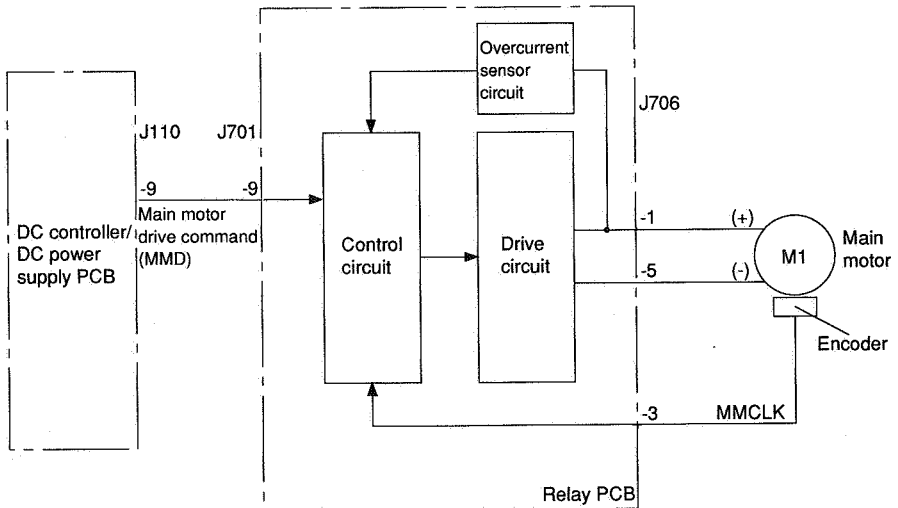 Overcurrent
sensor
circuit
J706
J110
J701
-9
-9
Main motor
drive command
(MMD)
DC controller/
DC power
supply PCB
Control
circuit
Drive
circuit
-1
(+)
-5
(-)
M1
Main
motor
Encoder
-3
MMCLK
Relay PCB